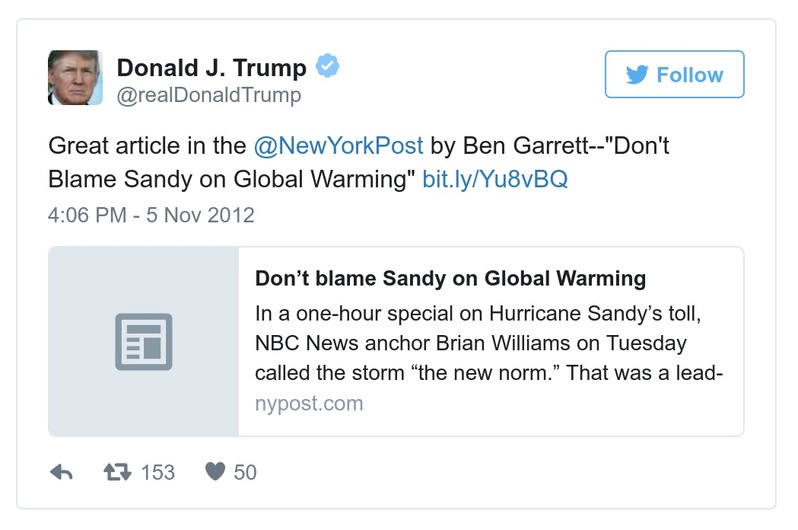 Donald J. Trump
@realDonaldTrump
Follow
Great article in the @NewYorkPost by Ben Garrett--"Don't
Blame Sandy on Global Warming" bit.ly/Yu8vBQ
4:06 PM - 5 Nov 2012
Don’t blame Sandy on Global Warming
In a one-hour special on Hurricane Sandy’s toll,
NBC News anchor Brian Williams on Tuesday
called the storm “the new norm.” That was a lead-
nypost.com
153 50